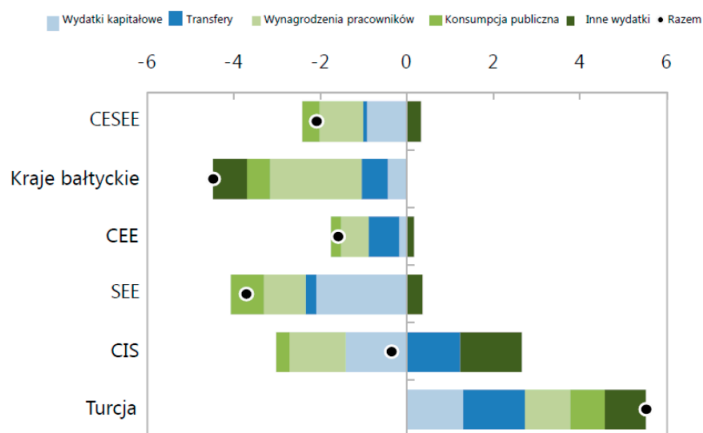 Wydatki kapitałowe Transfery Wynagrodzenia pracowników Konsumpcja publiczna Inne wydatki Razem
-6 -4 -2 0 2 4 6
CESEE
Kraje bałtyckie
CEE
SEE
CIS
Turcja